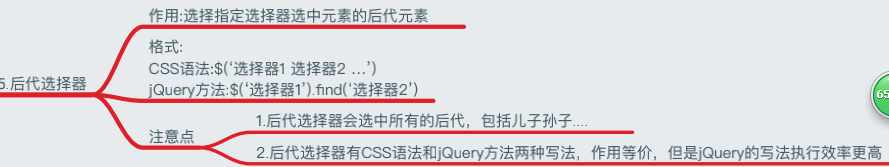 作用:选择指定选择器选中元素的后代元素
格式:
CSS语法:$(‘选择器1 选择器2 …’)
5.后代选择器
jQuery方法:$(‘选择器1’).find(‘选择器2’)
65
1.后代选择器会选中所有的后代，包括儿子孙子....
注意点
2.后代选择器有CSS语法和jQuery方法两种写法，作用等价，但是jQuery的写法执行效率更高